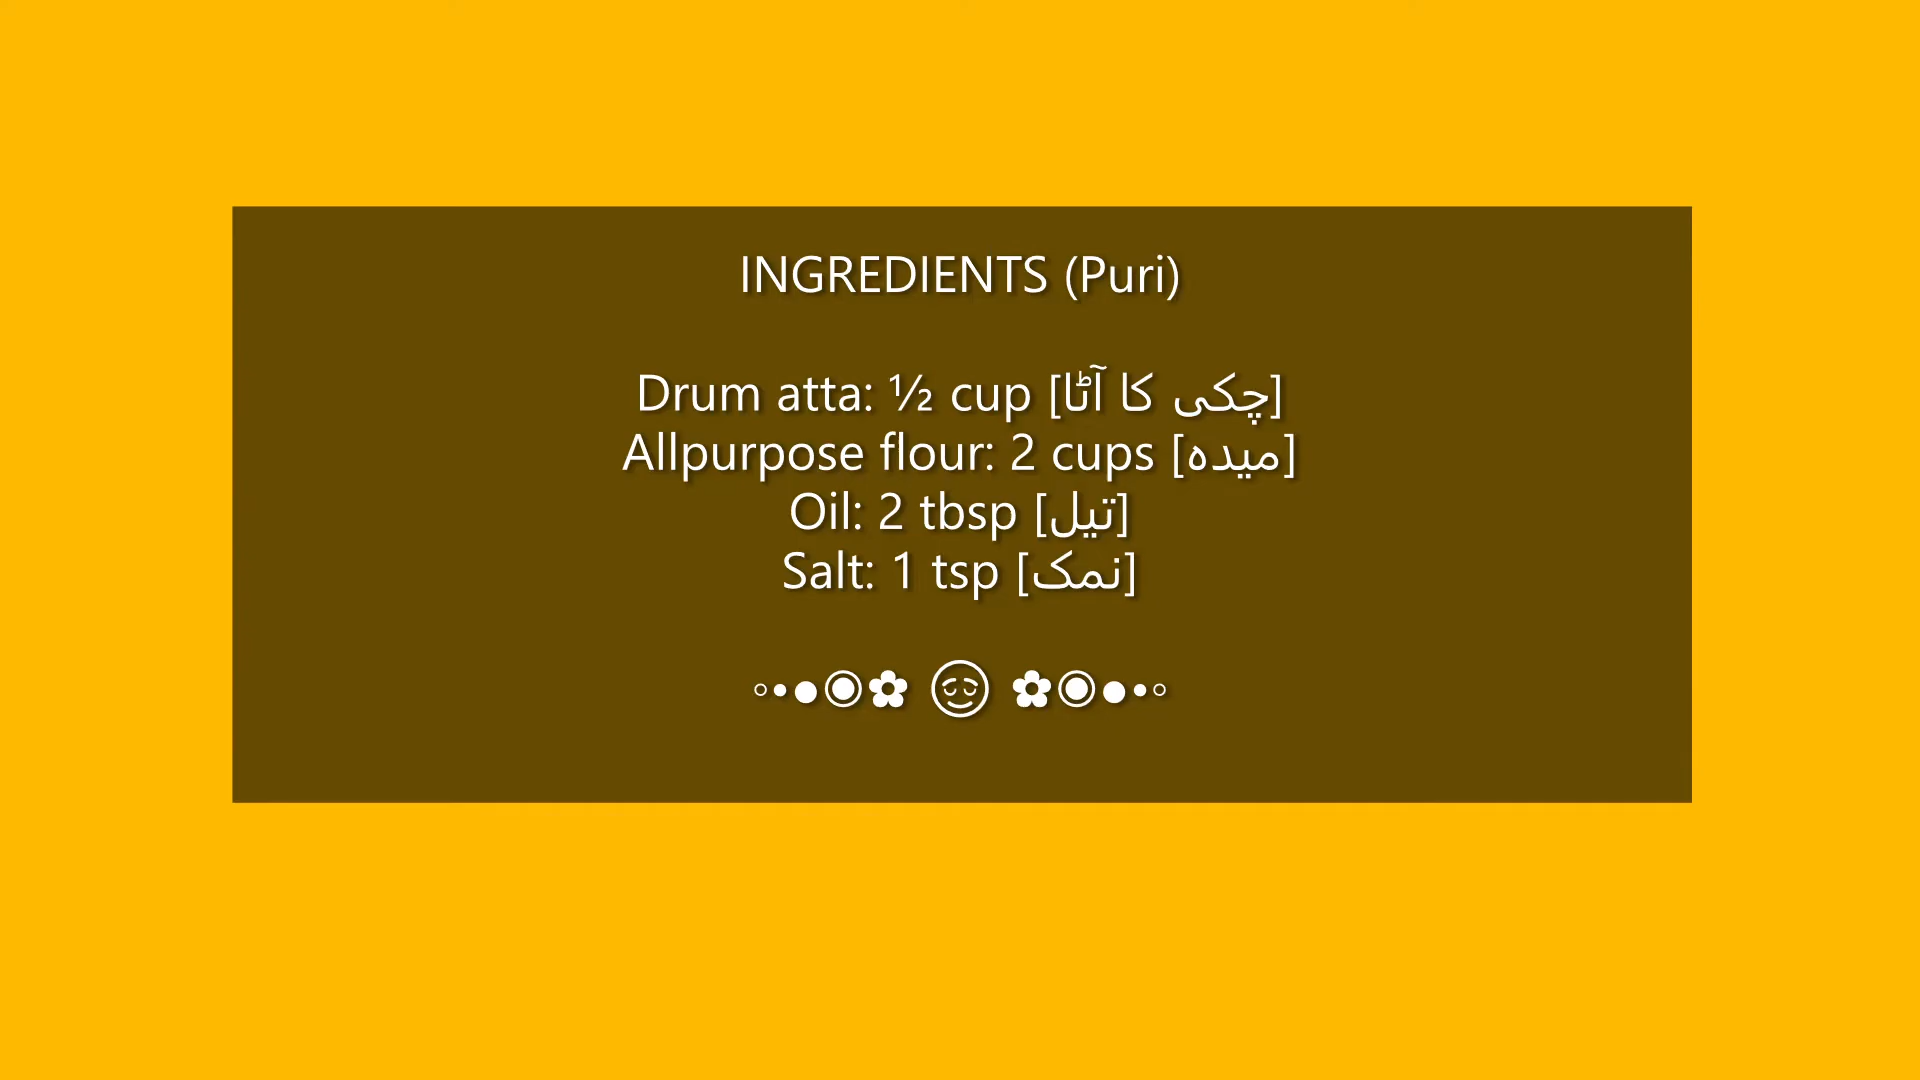 INGREDIENTS (Puri)
Drum atta: ½ cup [چکی کا آٹا]
Allpurpose flour: 2 cups [میدہ]
Oil: 2 tbsp [تیل]
Salt: 1 tsp [نمک]
◦•●◉✿ 😌 ✿◉●•◦